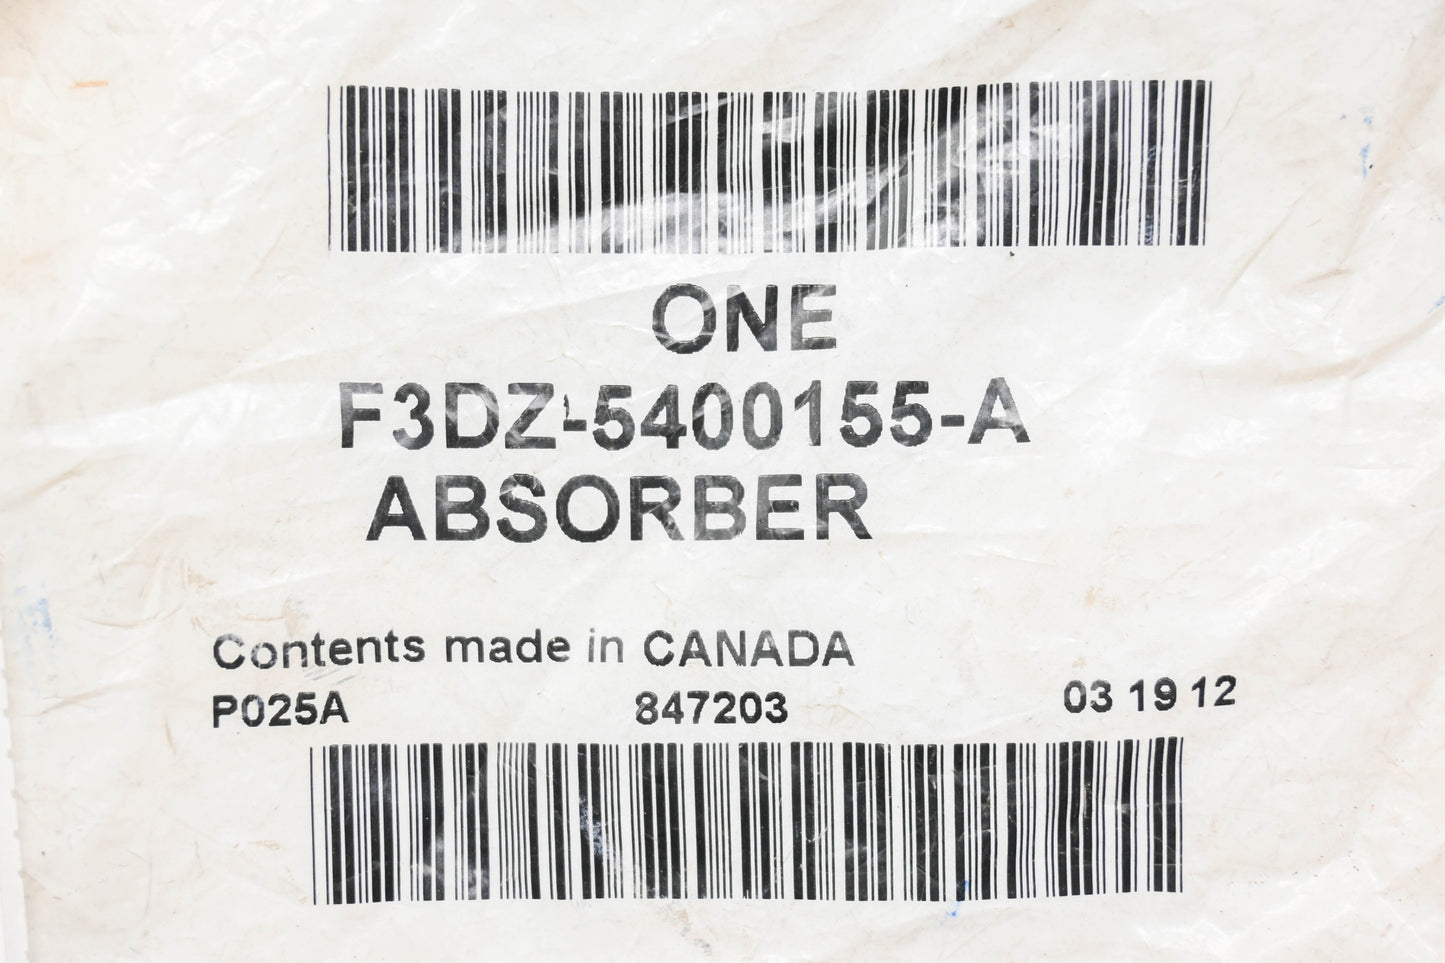 ONE
F3DZ-5400155-A
ABSORBER
Contents made in CANADA
P025A 847203 03 19 12